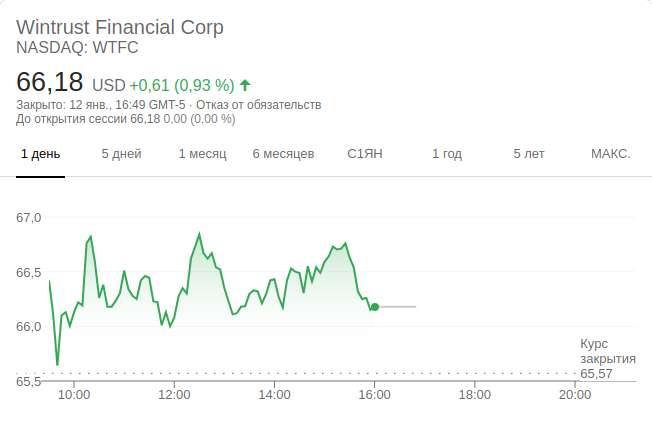 Wintrust Financial Corp
NASDAQ: WTFC
66,18 USD +0,61 (0,93 %)
Закрыто: 12 янв., 16:49 GMT-5 · Отказ от обязательств
До открытия сессии 66,18 0,00 (0,00 %)
1 день 5 дней 1 месяц 6 месяцев С1ЯН 1 год 5 лет МАКС.
67,0
66,5
66,0
Курс
закрытия
65,57
65,5
10:00 12:00 14:00 16:00 18:00 20:00